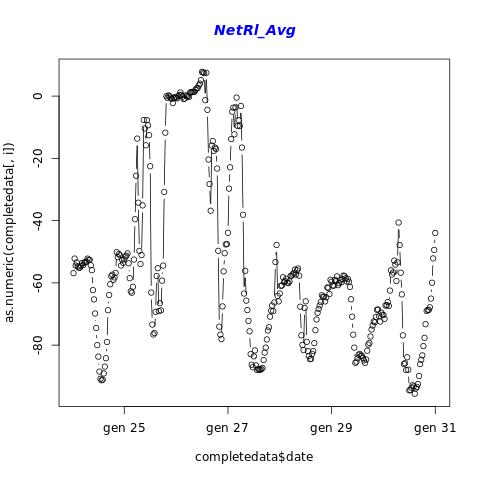 NetRl_Avg
as.numeric(completedata[, i])
0
-20
-40
-60
-80
gen 25
gen 27
gen 29
gen 31
completedata$date